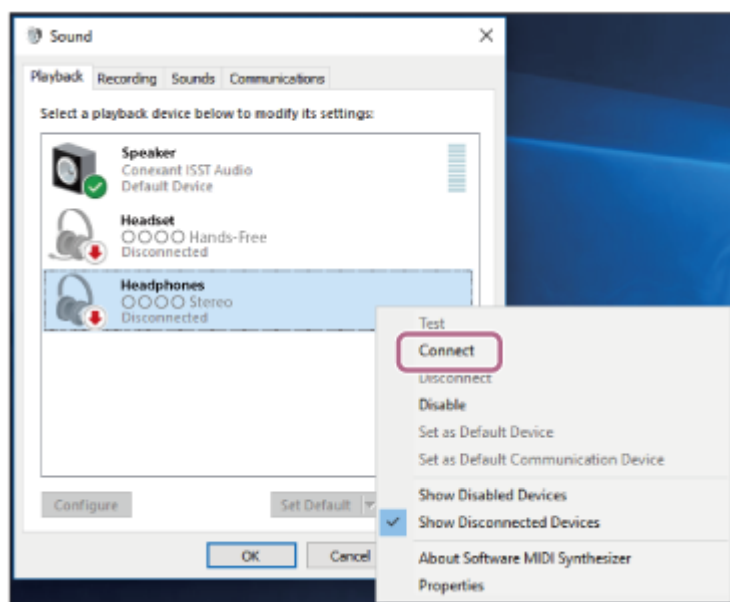 Sound
Playback Recording Sounds Communications
Select a playback device below to modify its settings:
Speaker
Conexant ISST Audio
Default Device
Headset
○○○○ Hands-Free
Disconnected
Headphones
○○○○ Stereo
Disconnected
Test
Connect
Disconnect
Disable
Set as Default Device
Set as Default Communication Device
Show Disabled Devices
Show Disconnected Devices
About Software MIDI Synthesizer
Properties
Configure
Set Default
OK
Cancel